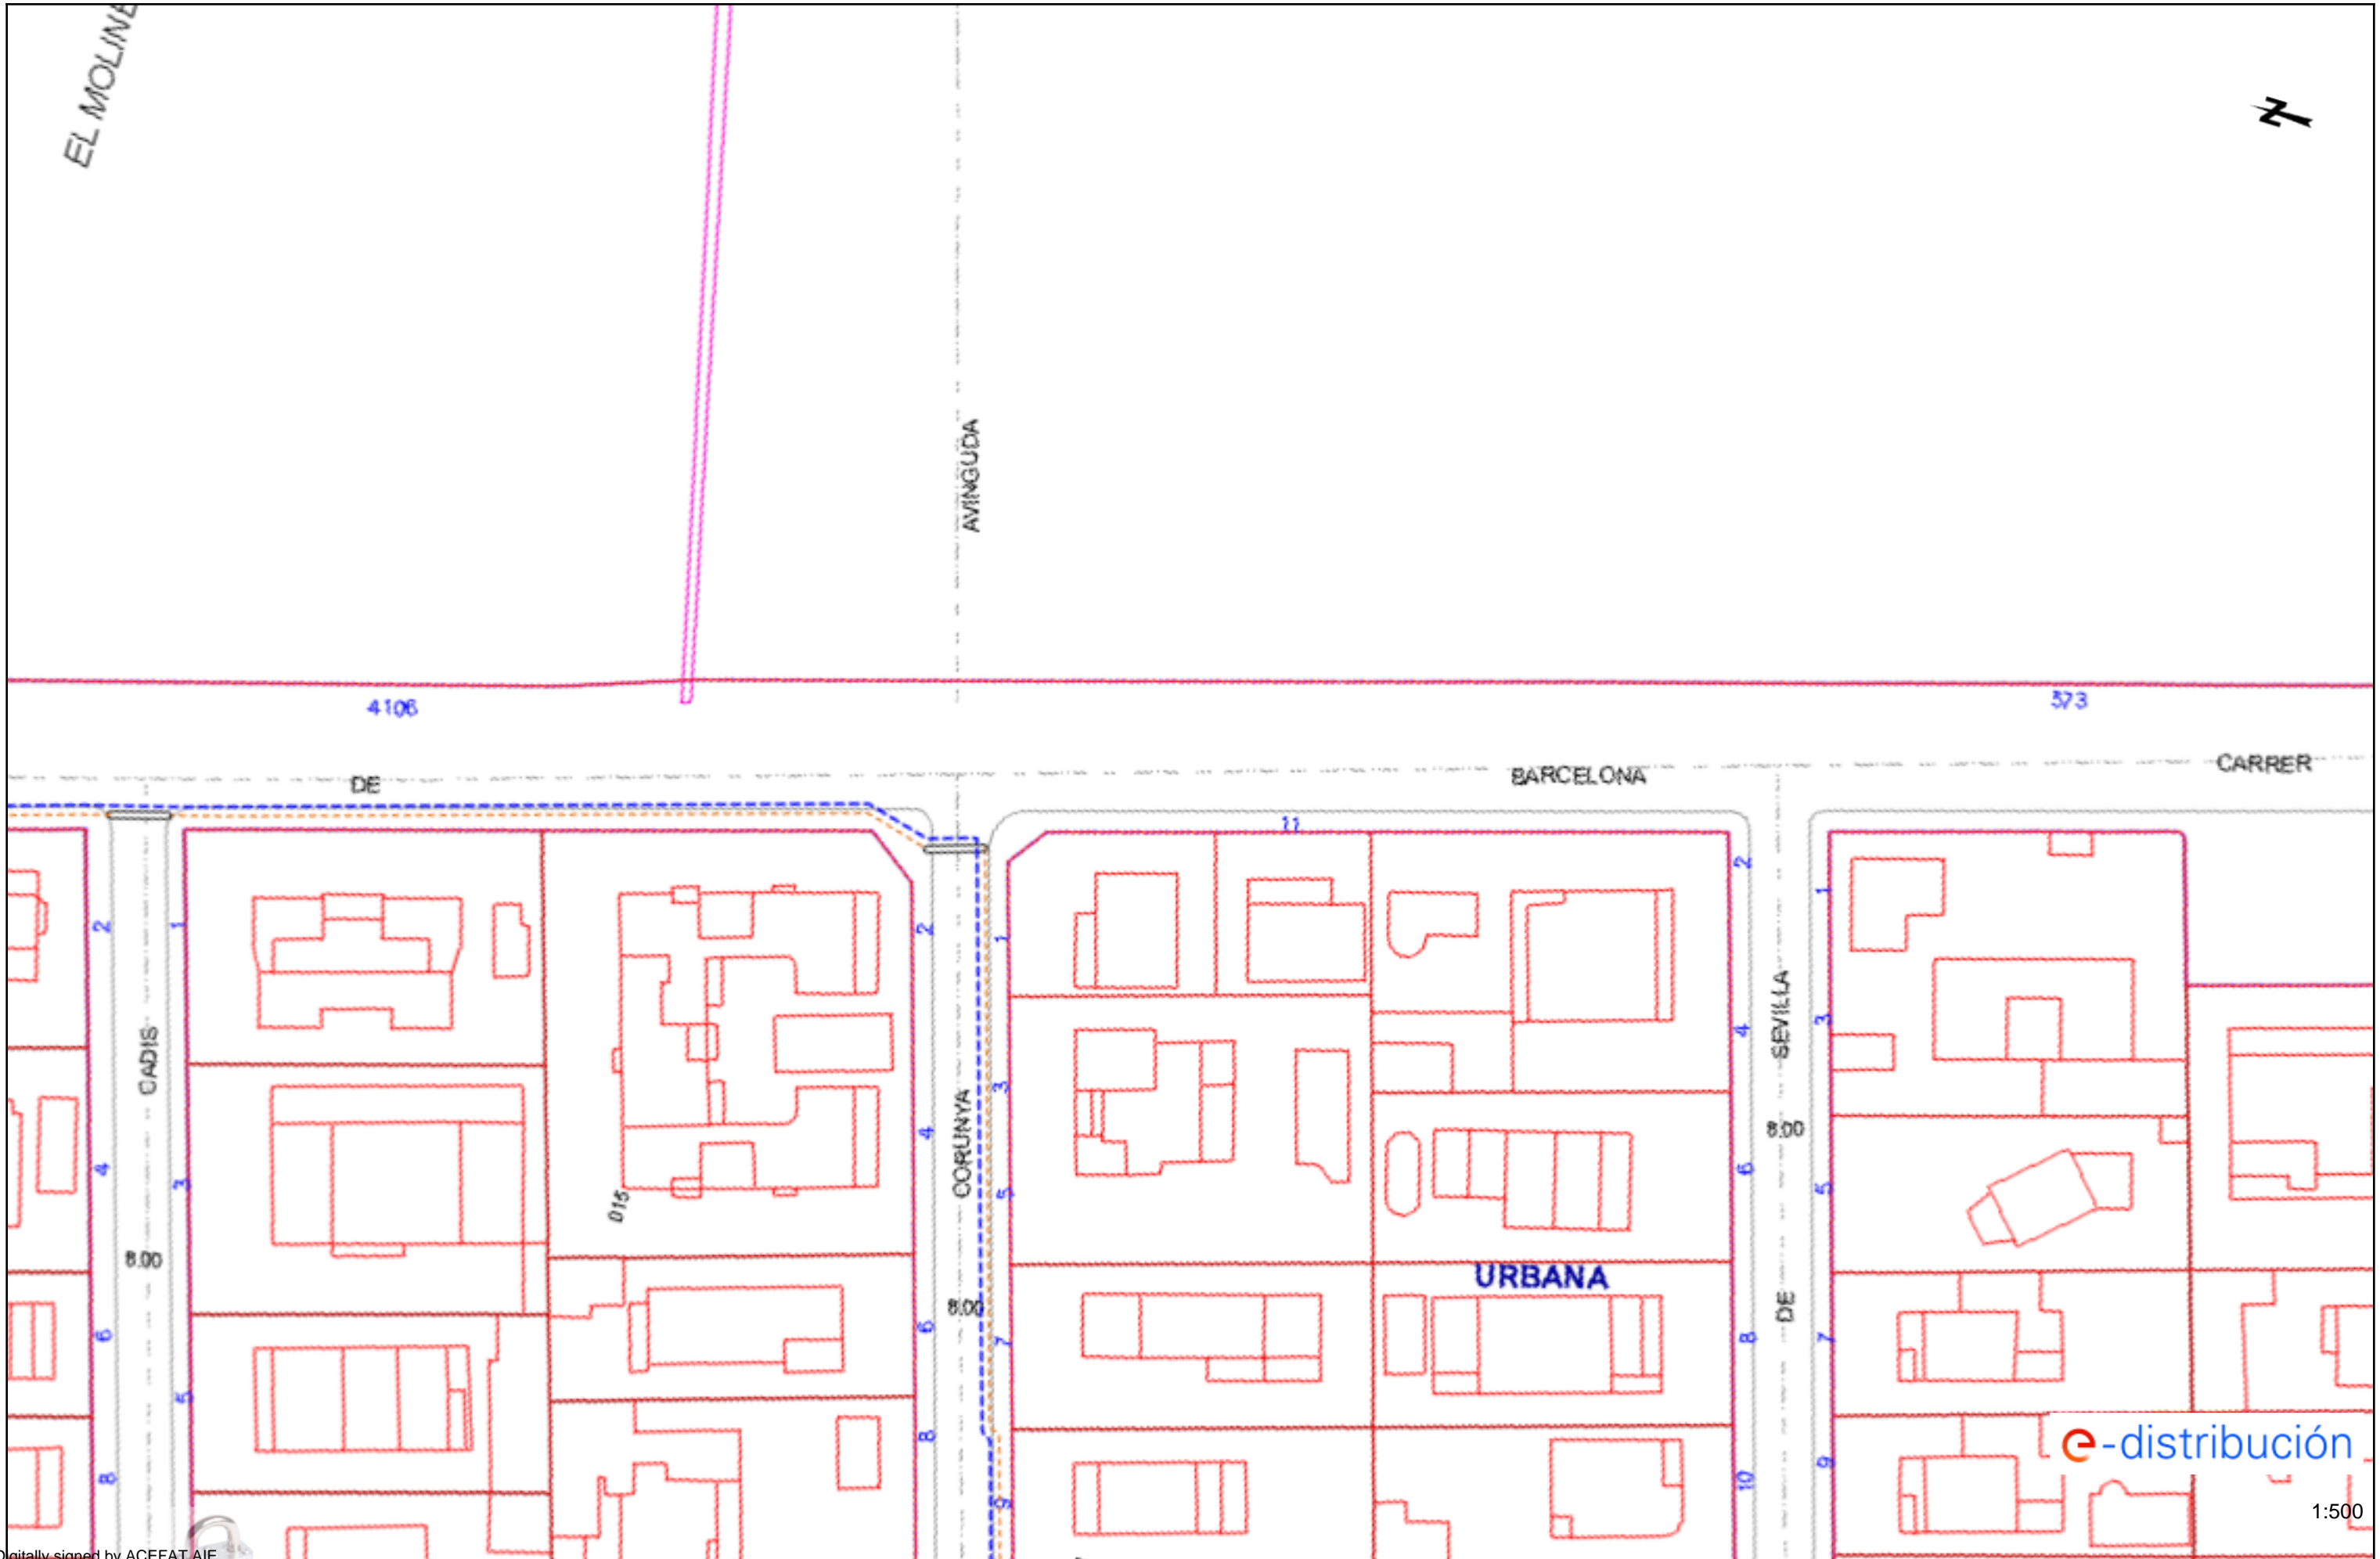 EL MOLINE
AVINGUDA
4106
573
DE
BARCELONA
CARRER
11
2
1
2
1
2
1
3
4
3
4
3
5
4
6
5
CADIS
CORUNYA
SEVILLA
DE
8.00
8.00
8.00
015
URBANA
6
5
8
6
8
7
9
8
10
7
9
e-distribución
1:500
Digitally signed by ACEFAT AIE